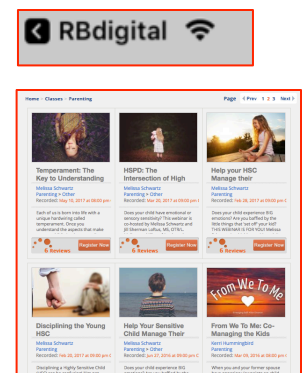 RBdigital
Home > Classes > Parenting
Page < Prev 1 2 3 Next >
Temperament: The Key to Understanding
Melissa Schwartz
Parenting > Other
Recorded: May 10, 2017 at 08:00 pm
Each of us is born into life with a unique hardwiring called temperament. Once you understand the aspects that make
6 Reviews
Register Now
HSPD: The Intersection of High
Melissa Schwartz
Parenting > Other
Recorded: Mar 20, 2017 at 09:00 pm
Does your child have emotional or sensory sensitivity? This webinar is co-hosted by Melissa Schwartz and Jill Sherman Loftus, MS, OTR/L.
6 Reviews
Register Now
Help your HSC Manage their
Melissa Schwartz
Parenting
Recorded: Feb 28, 2017 at 09:00 pm
Does your child experience BIG emotions? Are you baffled by the little things that 'set off' your kid? THIS WEBINAR IS FOR YOU! Melissa
6 Reviews
Register Now
Disciplining the Young HSC
Melissa Schwartz
Parenting
Recorded: Feb 20, 2017 at 09:00 pm
Disciplining a Highly Sensitive Child
Help Your Sensitive Child Manage Their
Melissa Schwartz
Parenting > Other
Recorded: Jun 27, 2016 at 09:00 pm
Does your child experience BIG
From We To Me
From We To Me: Co-Managing the Kids
Kerri Hummingbird
Parenting
Recorded: Mar 09, 2016 at 08:00 pm
When you and your former spouse